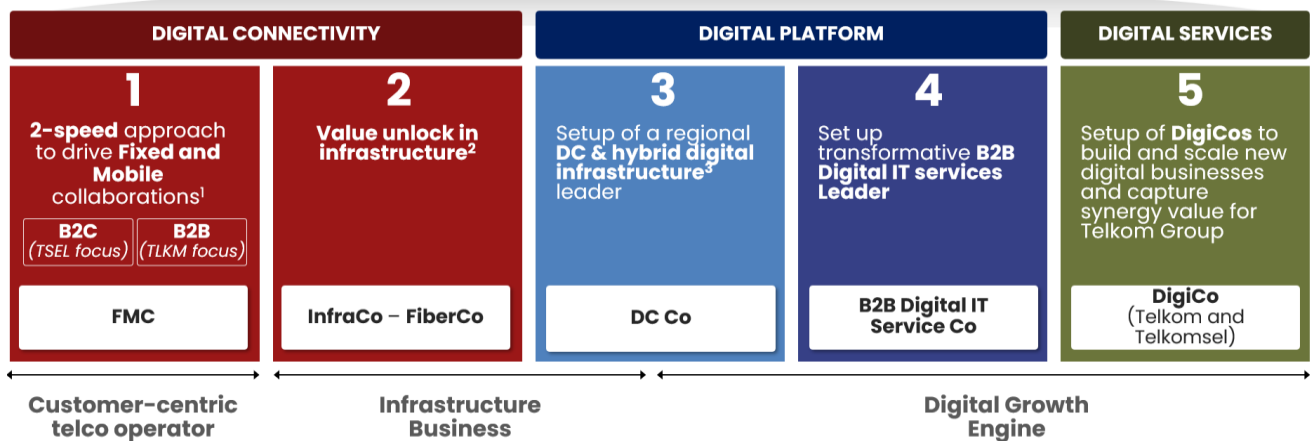 DIGITAL CONNECTIVITY
DIGITAL PLATFORM
DIGITAL SERVICES
1
2-speed approach
to drive Fixed and
Mobile
collaborations¹
B2C
(TSEL focus)
B2B
(TLKM focus)
FMC
2
Value unlock in
infrastructure²
InfraCo – FiberCo
3
Setup of a regional
DC & hybrid digital
infrastructure³
leader
DC Co
4
Set up
transformative B2B
Digital IT services
Leader
B2B Digital IT
Service Co
5
Setup of DigiCos to
build and scale new
digital businesses
and capture
synergy value for
Telkom Group
DigiCo
(Telkom and
Telkomsel)
Customer-centric
telco operator
Infrastructure
Business
Digital Growth
Engine